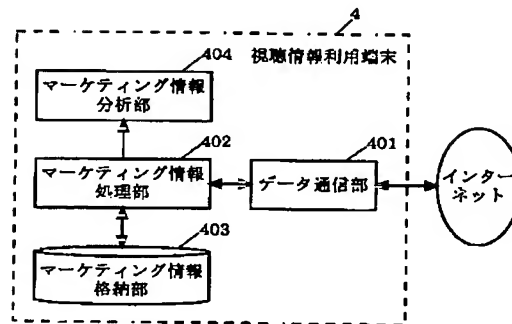 4
視聴情報利用端末
404
マーケティング情報
分析部
402
マーケティング情報
処理部
401
データ通信部
インター
ネット
403
マーケティング情報
格納部